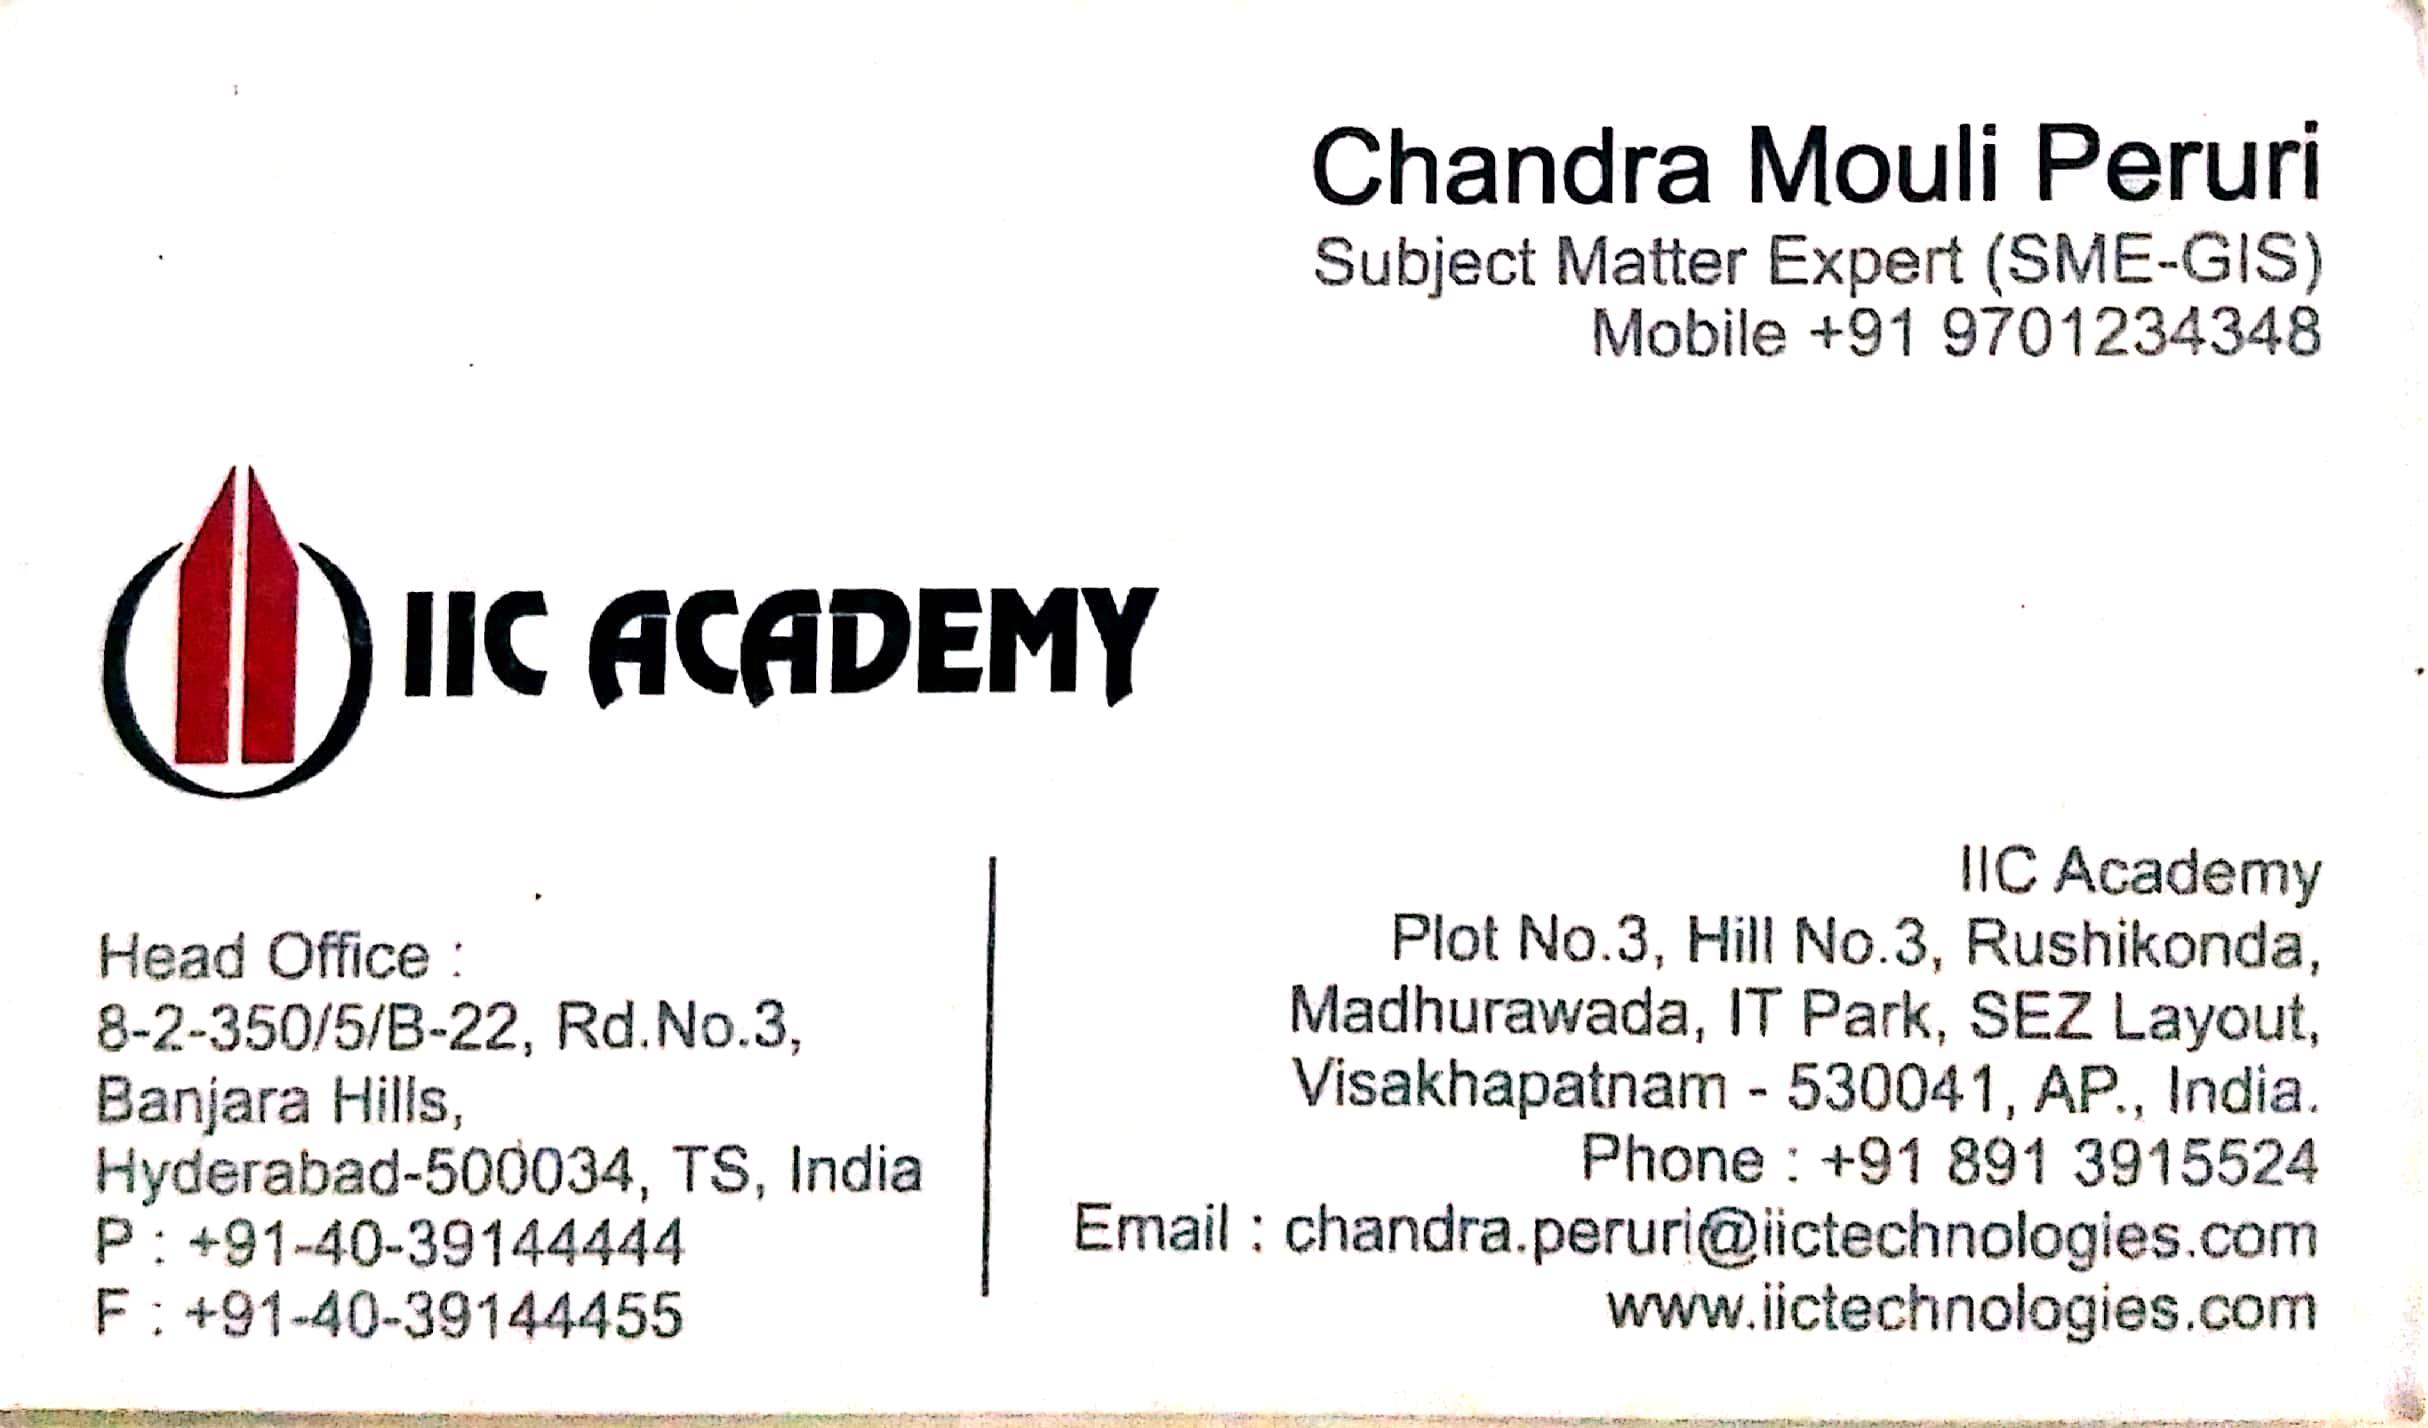 Chandra Mouli Peruri
Subject Matter Expert (SME-GIS)
Mobile +91 9701234348
IIC ACADEMY
Head Office :
8-2-350/5/B-22, Rd.No.3,
Banjara Hills,
Hyderabad-500034, TS, India
P : +91-40-39144444
F : +91-40-39144455
IIC Academy
Plot No.3, Hill No.3, Rushikonda,
Madhurawada, IT Park, SEZ Layout,
Visakhapatnam - 530041, AP., India.
Phone : +91 891 3915524
Email : chandra.peruri@iictechnologies.com
www.iictechnologies.com